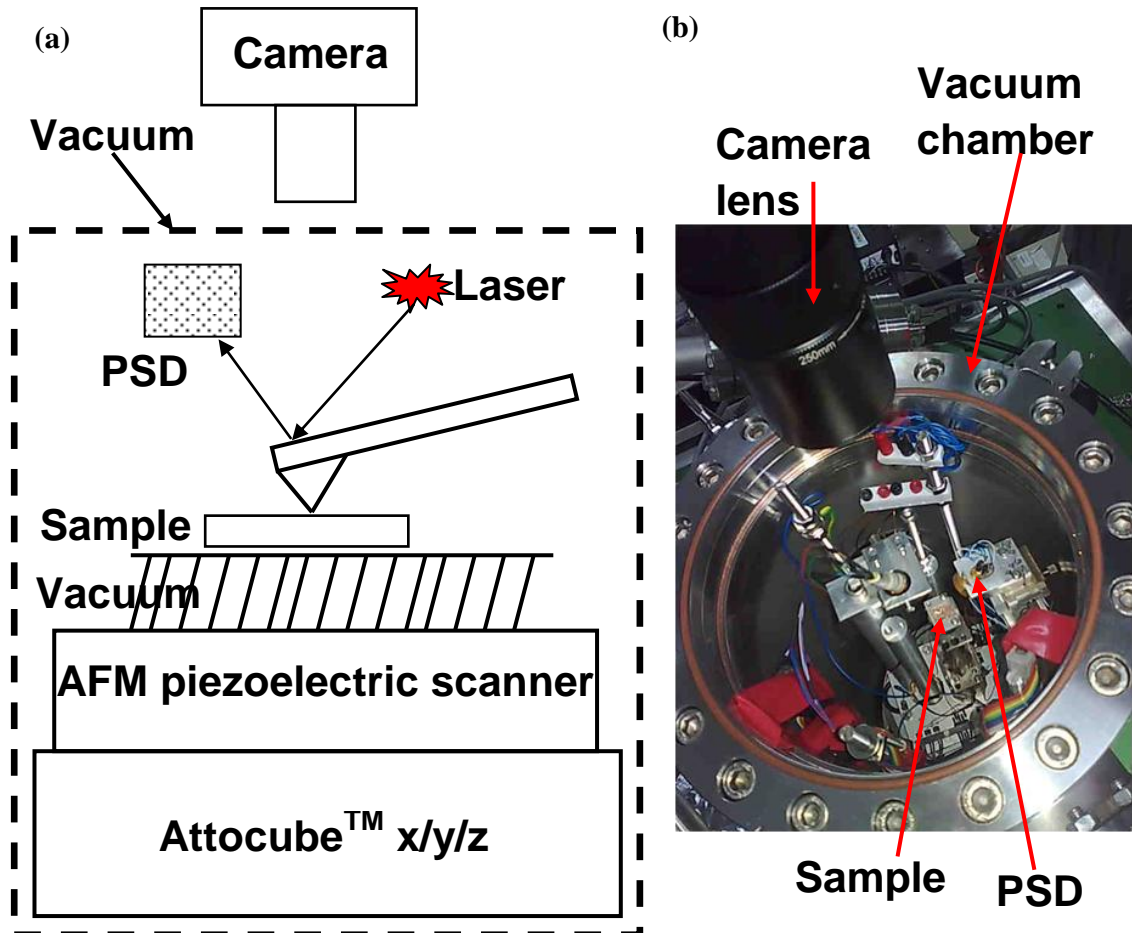 (a)
Camera
Vacuum
Laser
PSD
Sample
Vacuum
AFM piezoelectric scanner
Attocube™ x/y/z
(b)
Vacuum
chamber
Camera
lens
250mm
Sample
PSD